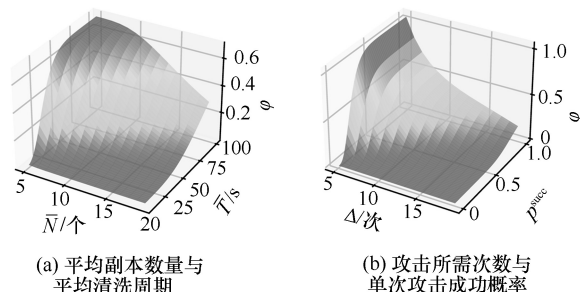 0.6
0.4
0.2
φ
100
75
50
25
5
10
15
20
N̄/个
T̄/s
(a) 平均副本数量与
平均清洗周期
1.0
0.5
0
φ
1.0
0.5
0
5
10
15
20
Δ/次
p^succ
(b) 攻击所需次数与
单次攻击成功概率